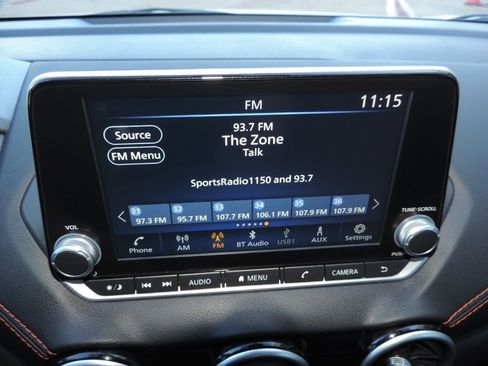 FM
11:15
Source
93.7 FM
The Zone
FM Menu
Talk
SportsRadio1150 and 93.7
31 32 33 34 35 36
97.3 FM 95.7 FM 107.7 FM 106.1 FM 107.9 FM 107.9 FM
VOL
TUNE•SCROLL
Phone AM FM BT Audio USB1 AUX Settings
PUSH
AUDIO MENU CAMERA